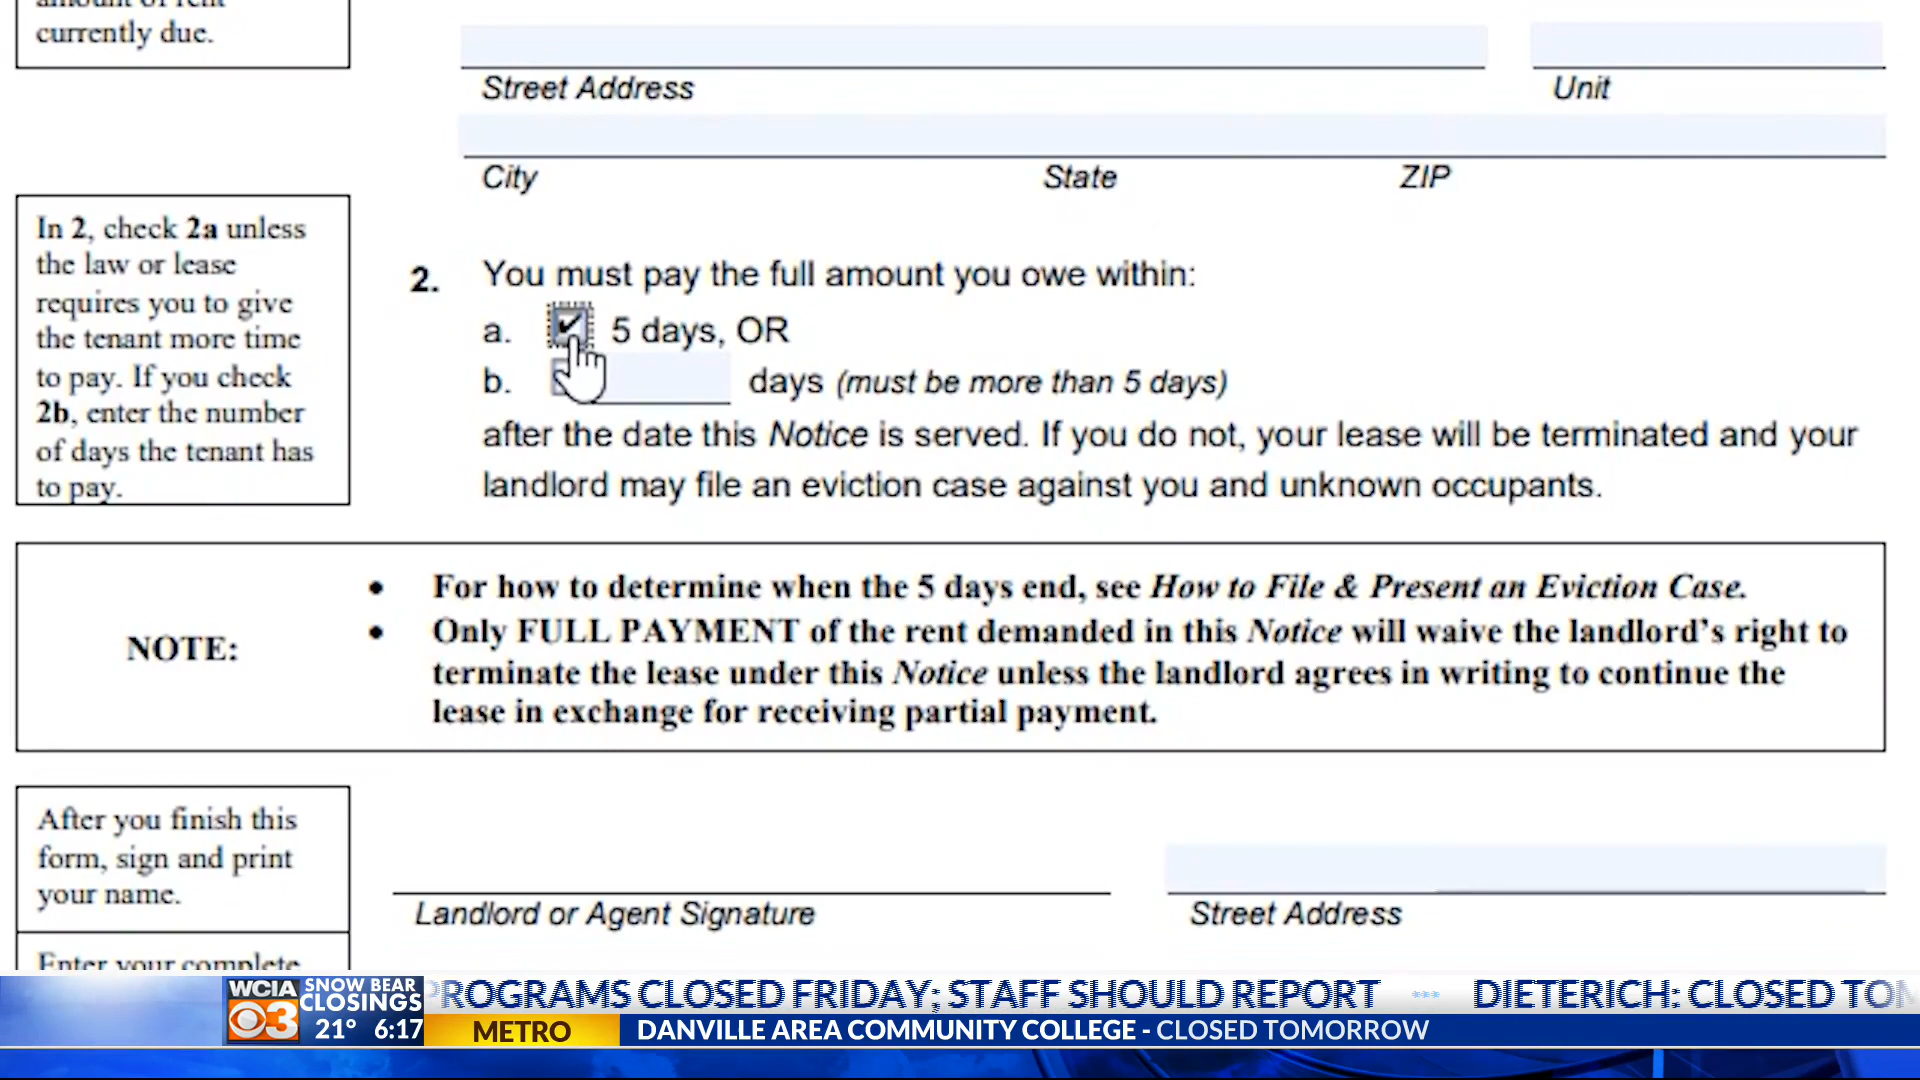 currently due.
Street Address
Unit
City
State
ZIP
In 2, check 2a unless
the law or lease
requires you to give
the tenant more time
to pay. If you check
2b, enter the number
of days the tenant has
to pay.
2. You must pay the full amount you owe within:
a. 5 days, OR
b. days (must be more than 5 days)
after the date this Notice is served. If you do not, your lease will be terminated and your
landlord may file an eviction case against you and unknown occupants.
NOTE:
• For how to determine when the 5 days end, see How to File & Present an Eviction Case.
• Only FULL PAYMENT of the rent demanded in this Notice will waive the landlord's right to
terminate the lease under this Notice unless the landlord agrees in writing to continue the
lease in exchange for receiving partial payment.
After you finish this
form, sign and print
your name.
Landlord or Agent Signature
Street Address
Enter your complete
WCIA 3
SNOW BEAR
CLOSINGS
21° 6:17
ROGRAMS CLOSED FRIDAY; STAFF SHOULD REPORT *** DIETERICH: CLOSED
METRO
DANVILLE AREA COMMUNITY COLLEGE - CLOSED TOMORROW